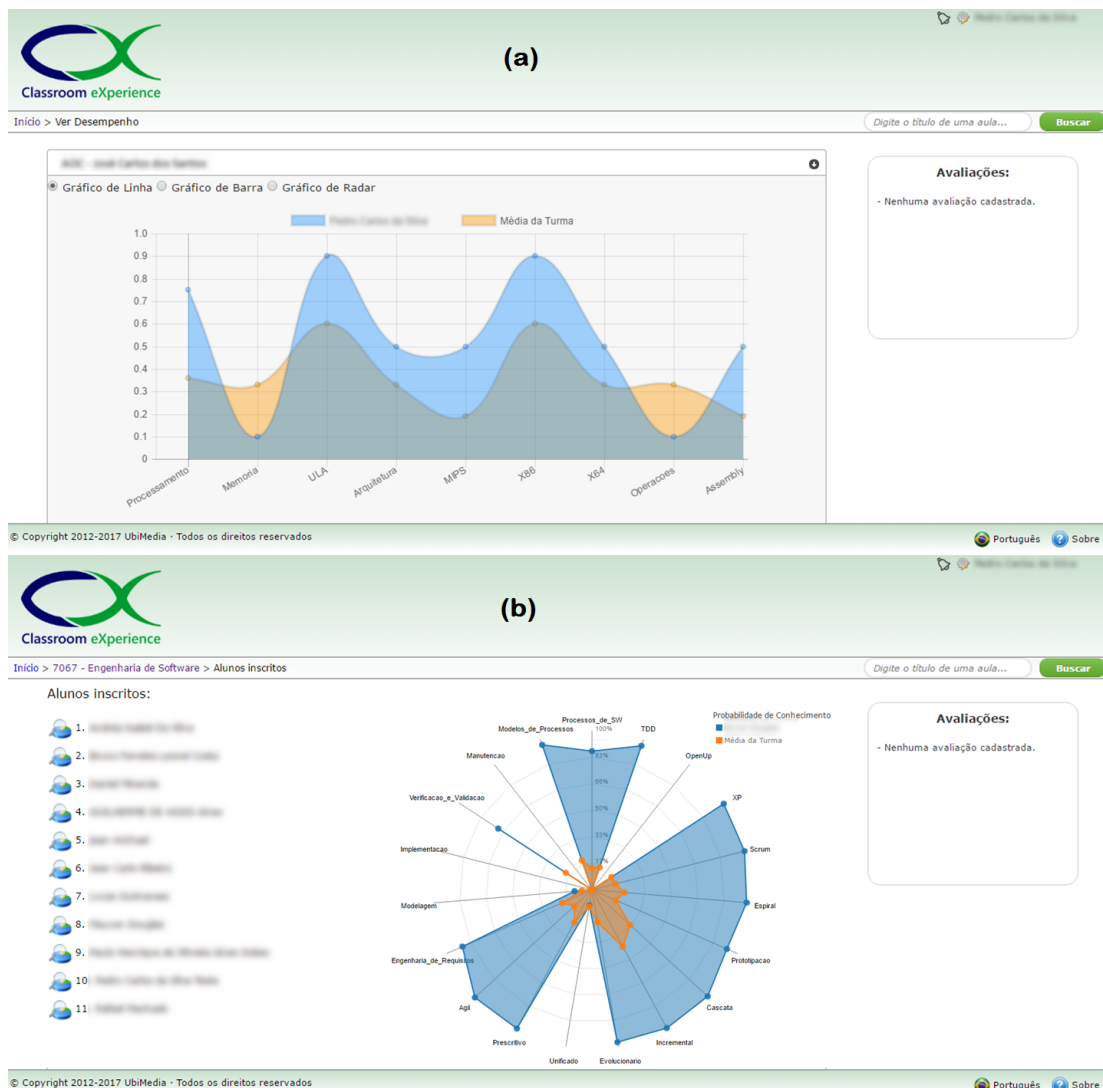 (a)
Classroom eXperience
Início > Ver Desempenho
Digite o título de uma aula...
Buscar
Gráfico de Linha Gráfico de Barra Gráfico de Radar
Média da Turma
1.0
0.9
0.8
0.7
0.6
0.5
0.4
0.3
0.2
0.1
0
Processamento
Memoria
ULA
Arquitetura
MIPS
X86
X64
Operacoes
Assembly
Avaliações:
- Nenhuma avaliação cadastrada.
© Copyright 2012-2017 UbiMedia · Todos os direitos reservados
Português
Sobre
(b)
Classroom eXperience
Início > 7067 - Engenharia de Software > Alunos inscritos
Digite o título de uma aula...
Buscar
Alunos inscritos:
1.
2.
3.
4.
5.
6.
7.
8.
9.
10
11
Probabilidade de Conhecimento
Média da Turma
Processos_de_SW
TDD
OpenUp
XP
Scrum
Espiral
Prototipacao
Cascata
Incremental
Evolucionario
Unificado
Prescritivo
Agil
Engenharia_de_Requisitos
Modelagem
Implementacao
Verificacao_e_Validacao
Manutencao
Modelos_de_Processos
100%
83%
66%
50%
33%
17%
Avaliações:
- Nenhuma avaliação cadastrada.
© Copyright 2012-2017 UbiMedia · Todos os direitos reservados
Português
Sobre